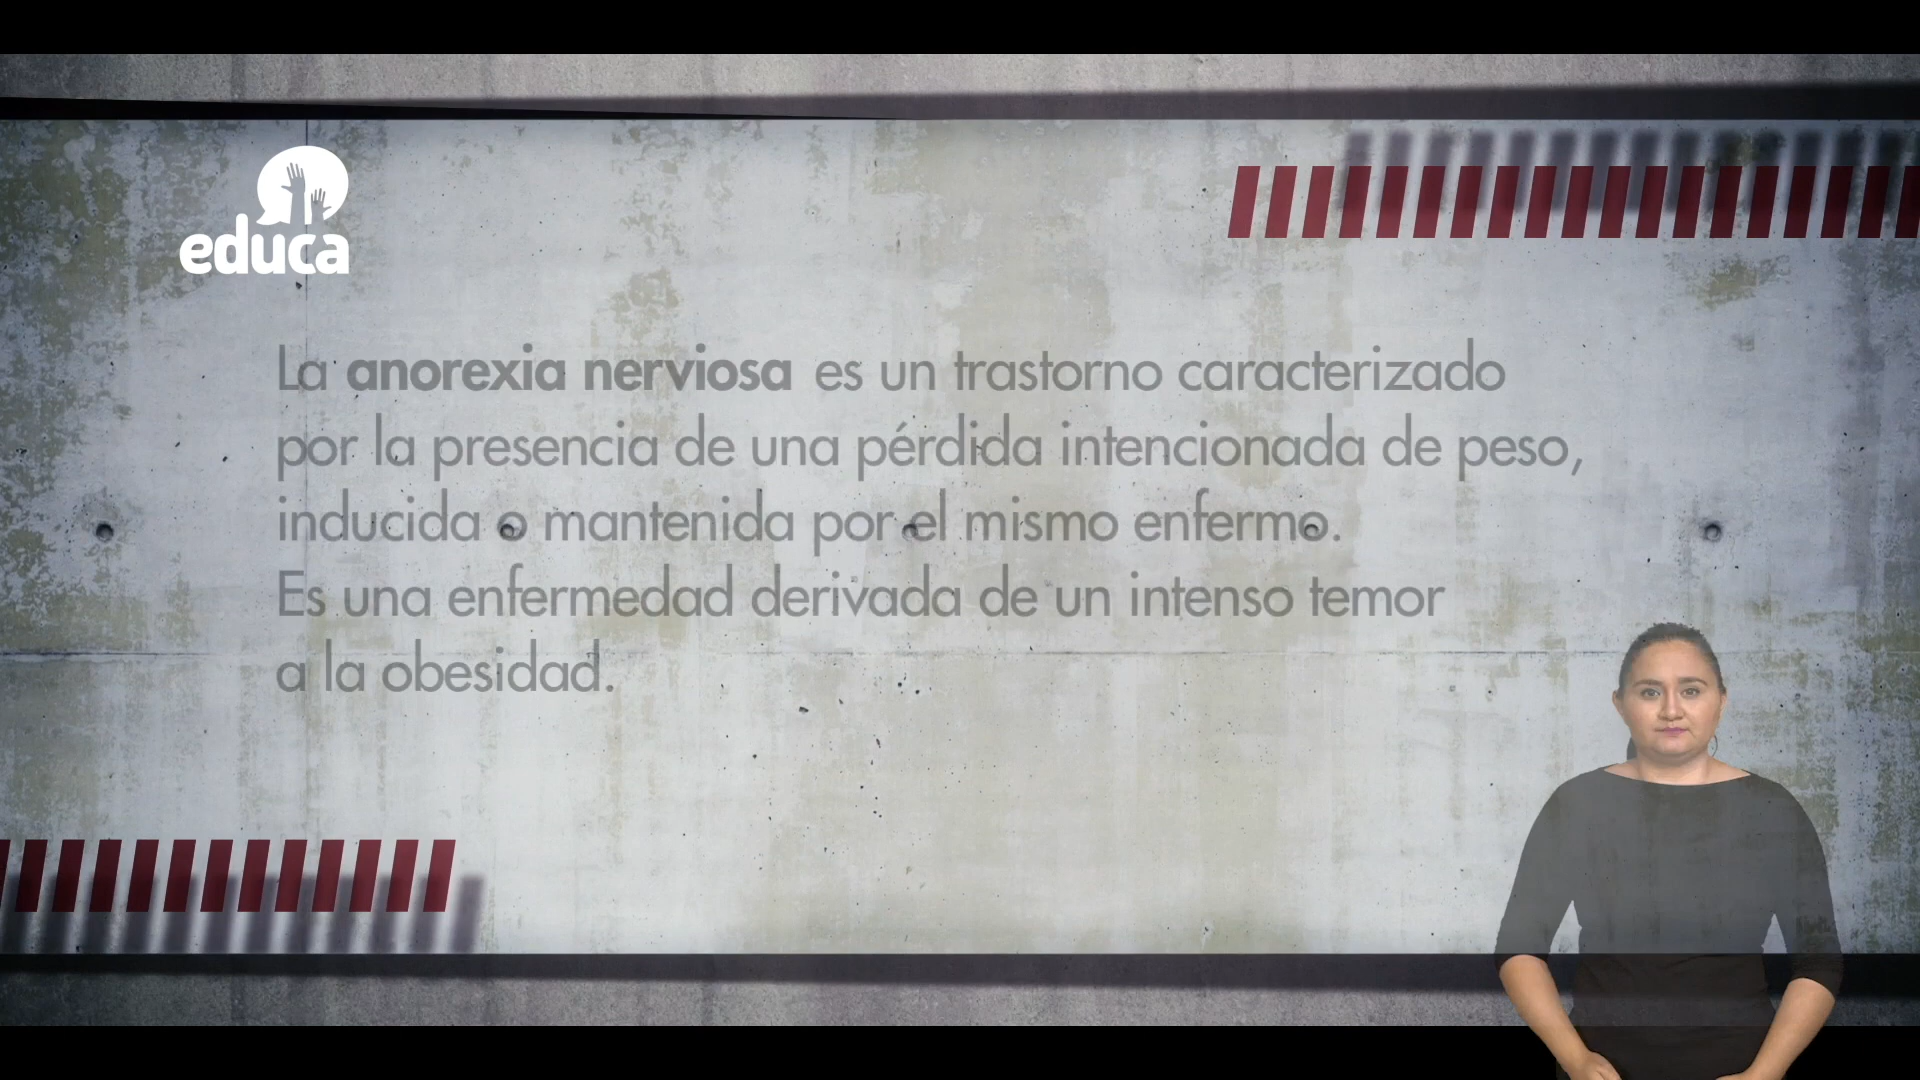 educa
La anorexia nerviosa es un trastorno caracterizado
por la presencia de una pérdida intencionada de peso,
inducida o mantenida por el mismo enfermo.
Es una enfermedad derivada de un intenso temor
a la obesidad.